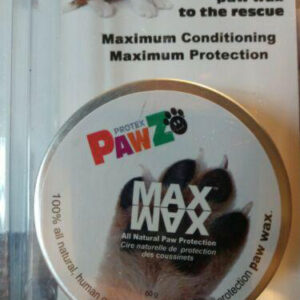 paw wax
to the rescue
Maximum Conditioning
Maximum Protection
PROTEX
PAWZ
MAX
WAX
All Natural Paw Protection
Cire naturelle de protection
des coussinets
60 g
100% all natural, human
protection paw wax.